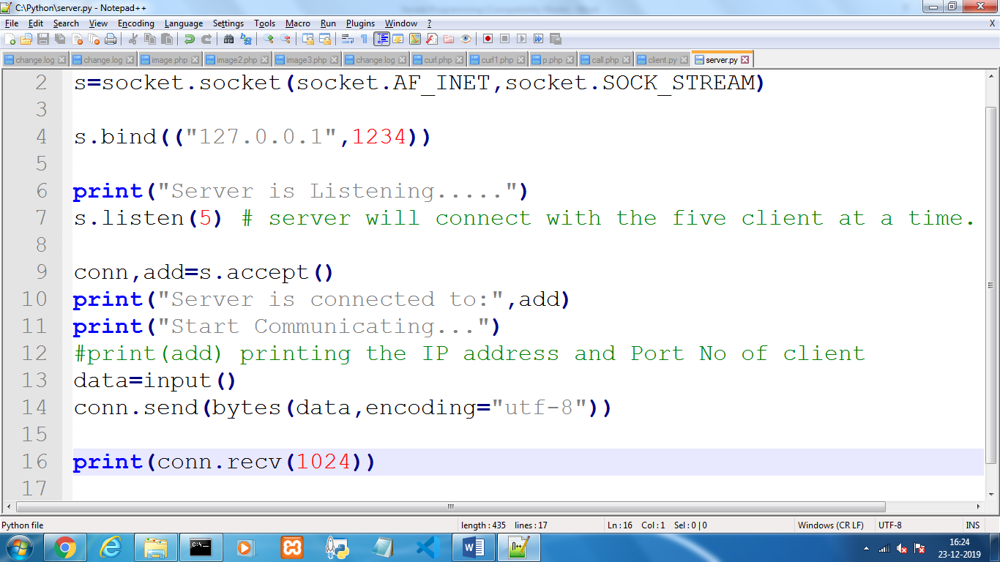 C:\Python\server.py - Notepad++
File Edit Search View Encoding Language Settings Tools Macro Run Plugins Window ? X
change.log change.log image.php image2.php image3.php change.log curl.php curl1.php p.php call.php client.py server.py
2 s=socket.socket(socket.AF_INET,socket.SOCK_STREAM)
3
4 s.bind(("127.0.0.1",1234))
5
6 print("Server is Listening.....")
7 s.listen(5) # server will connect with the five client at a time.
8
9 conn,add=s.accept()
10 print("Server is connected to:",add)
11 print("Start Communicating...")
12 #print(add) printing the IP address and Port No of client
13 data=input()
14 conn.send(bytes(data,encoding="utf-8"))
15
16 print(conn.recv(1024))
17
Python file length : 435 lines : 17 Ln : 16 Col : 1 Sel : 0 | 0 Windows (CR LF) UTF-8 INS
16:24
23-12-2019